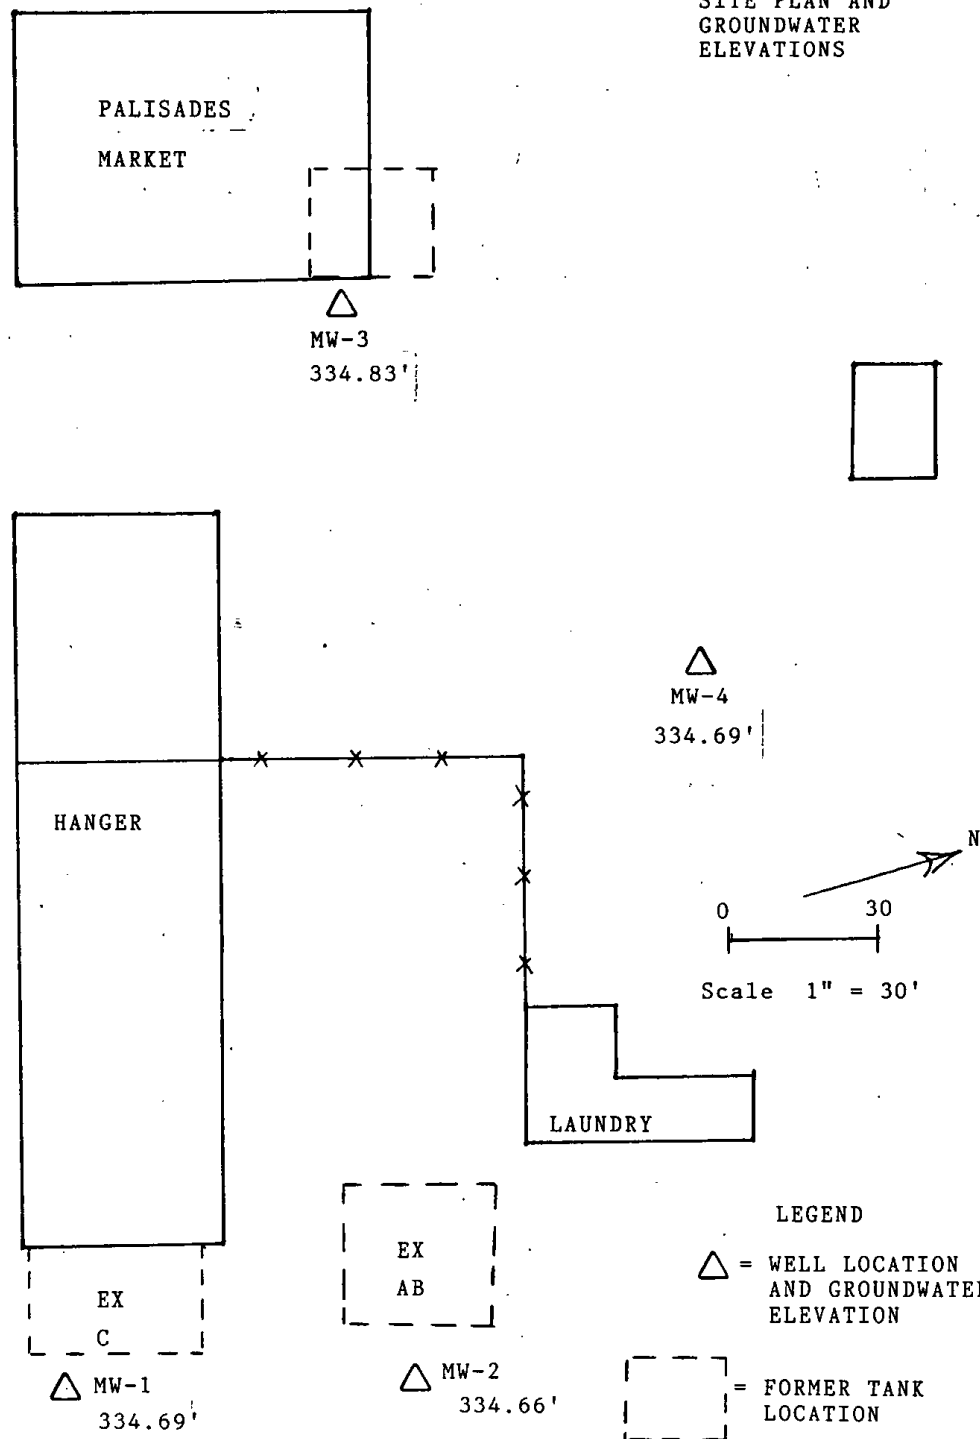 SITE PLAN AND
GROUNDWATER
ELEVATIONS
PALISADES
MARKET
MW-3
334.83'
MW-4
334.69'
HANGER
N
0 30
Scale 1" = 30'
LAUNDRY
LEGEND
= WELL LOCATION
AND GROUNDWATER
ELEVATION
EX
AB
EX
C
MW-1
334.69'
MW-2
334.66'
= FORMER TANK
LOCATION